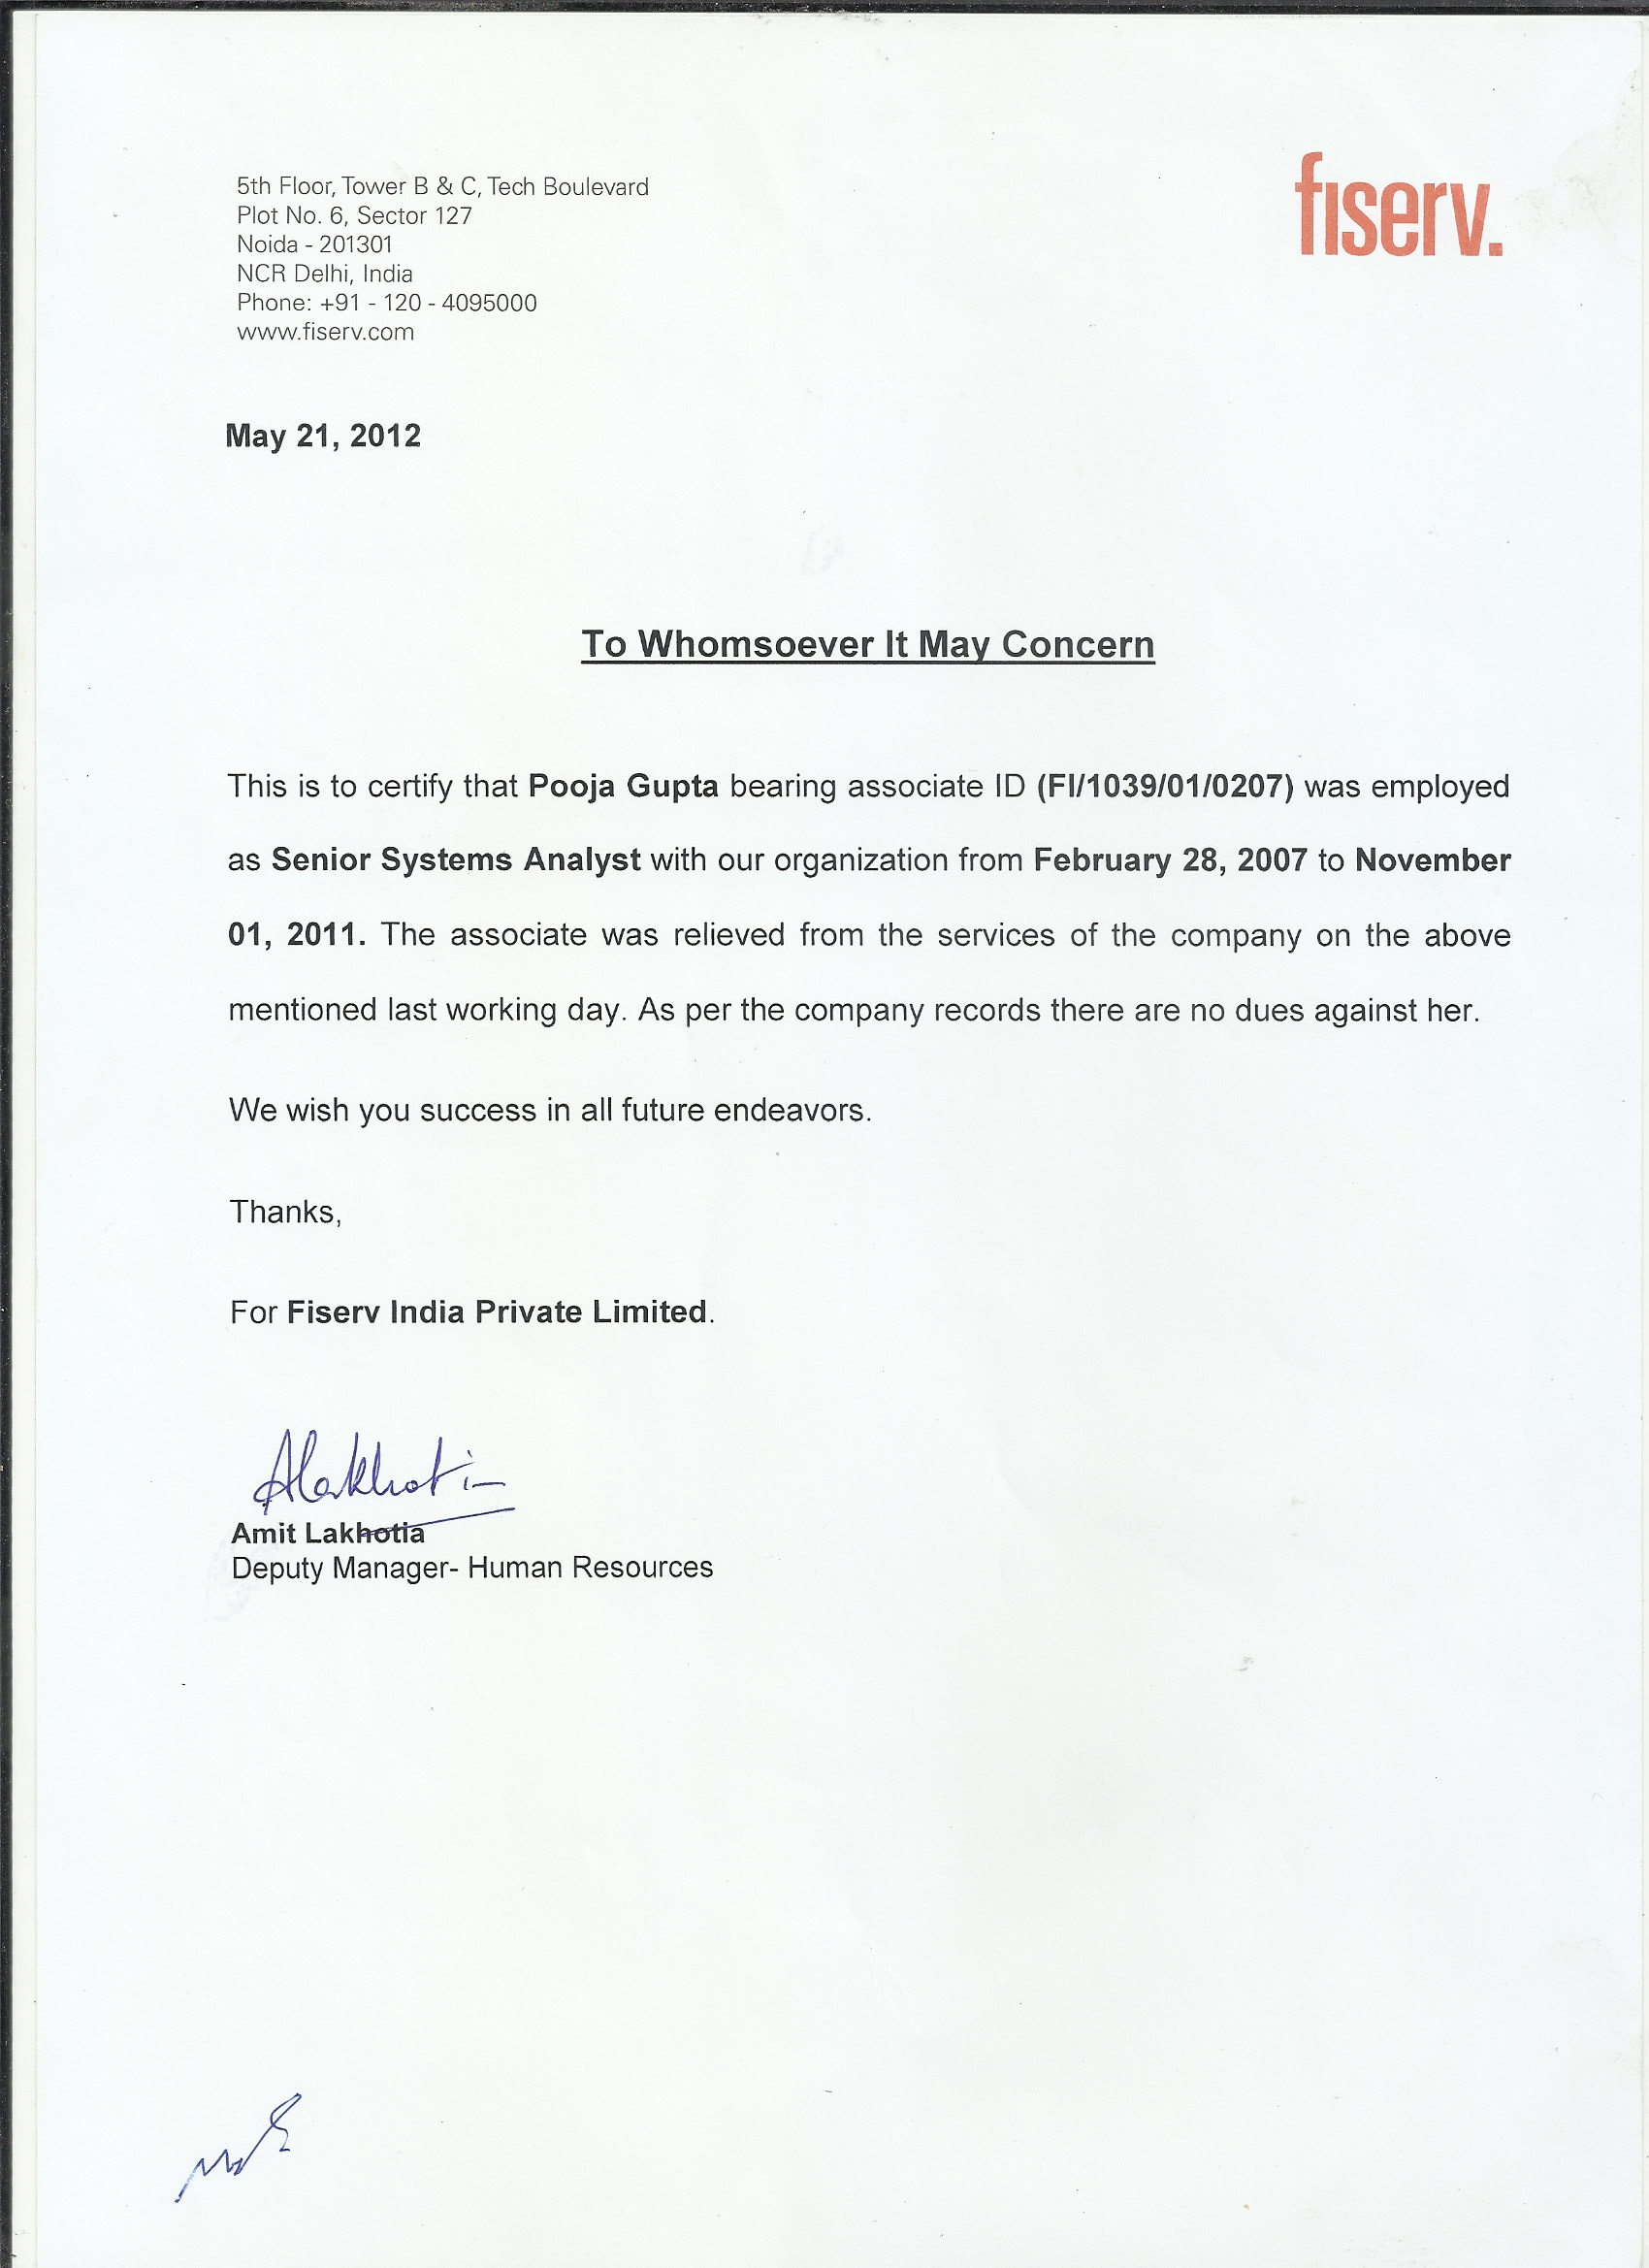 5th Floor, Tower B & C, Tech Boulevard
Plot No. 6, Sector 127
Noida - 201301
NCR Delhi, India
Phone: +91 - 120 - 4095000
www.fiserv.com
fiserv.
May 21, 2012
To Whomsoever It May Concern
This is to certify that Pooja Gupta bearing associate ID (FI/1039/01/0207) was employed
as Senior Systems Analyst with our organization from February 28, 2007 to November
01, 2011. The associate was relieved from the services of the company on the above
mentioned last working day. As per the company records there are no dues against her.
We wish you success in all future endeavors.
Thanks,
For Fiserv India Private Limited.
Alakhotia
Amit Lakhotia
Deputy Manager- Human Resources